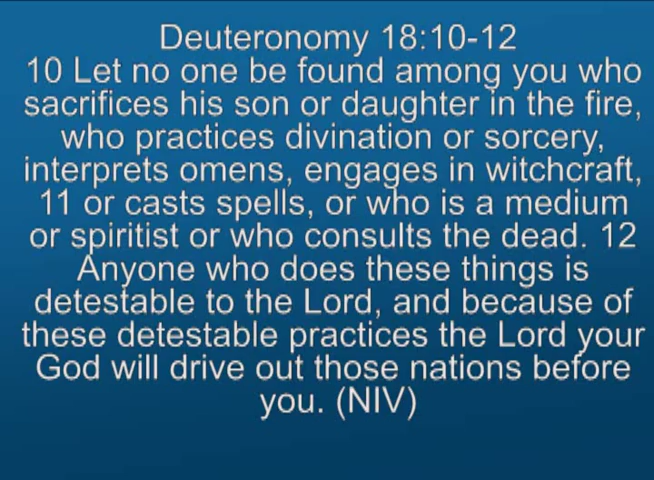 Deuteronomy 18:10-12
10 Let no one be found among you who
sacrifices his son or daughter in the fire,
who practices divination or sorcery,
interprets omens, engages in witchcraft,
11 or casts spells, or who is a medium
or spiritist or who consults the dead. 12
Anyone who does these things is
detestable to the Lord, and because of
these detestable practices the Lord your
God will drive out those nations before
you. (NIV)